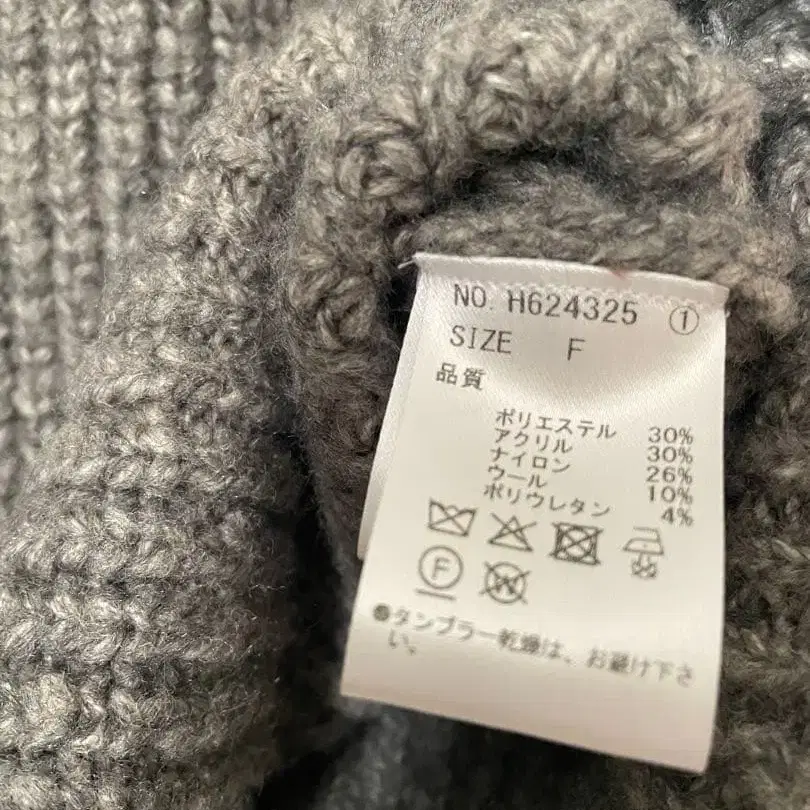 NO. H624325 ①
SIZE F
品質
ポリエステル 30%
アクリル 30%
ナイロン 26%
ウール 10%
ポリウレタン 4%
F W
●タンブラー乾燥は、お避け下さ
い。